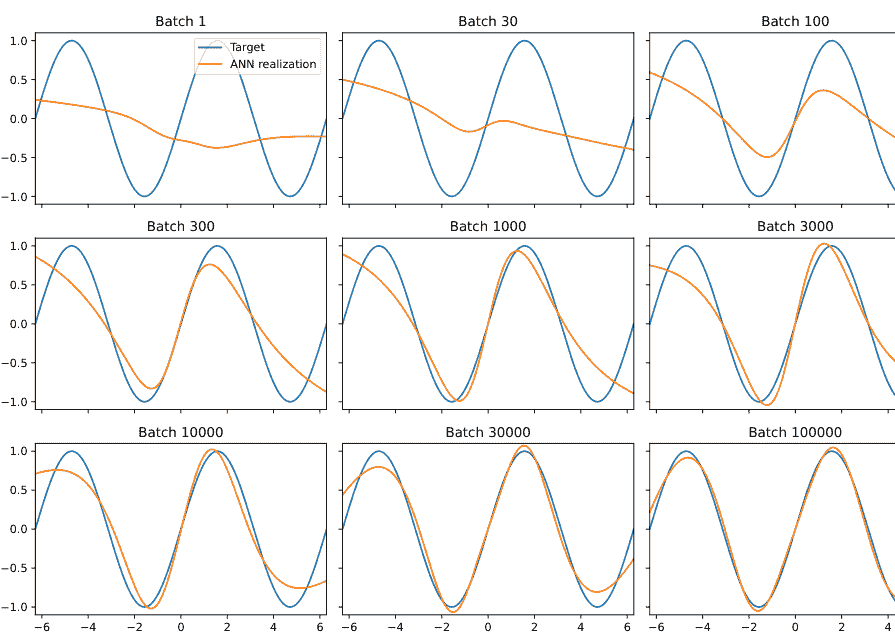 Batch 1
Batch 30
Batch 100
1.0
0.5
0.0
−0.5
−1.0
Target
ANN realization
Batch 300
Batch 1000
Batch 3000
1.0
0.5
0.0
−0.5
−1.0
Batch 10000
Batch 30000
Batch 100000
1.0
0.5
0.0
−0.5
−1.0
−6 −4 −2 0 2 4 6
−6 −4 −2 0 2 4 6
−6 −4 −2 0 2 4